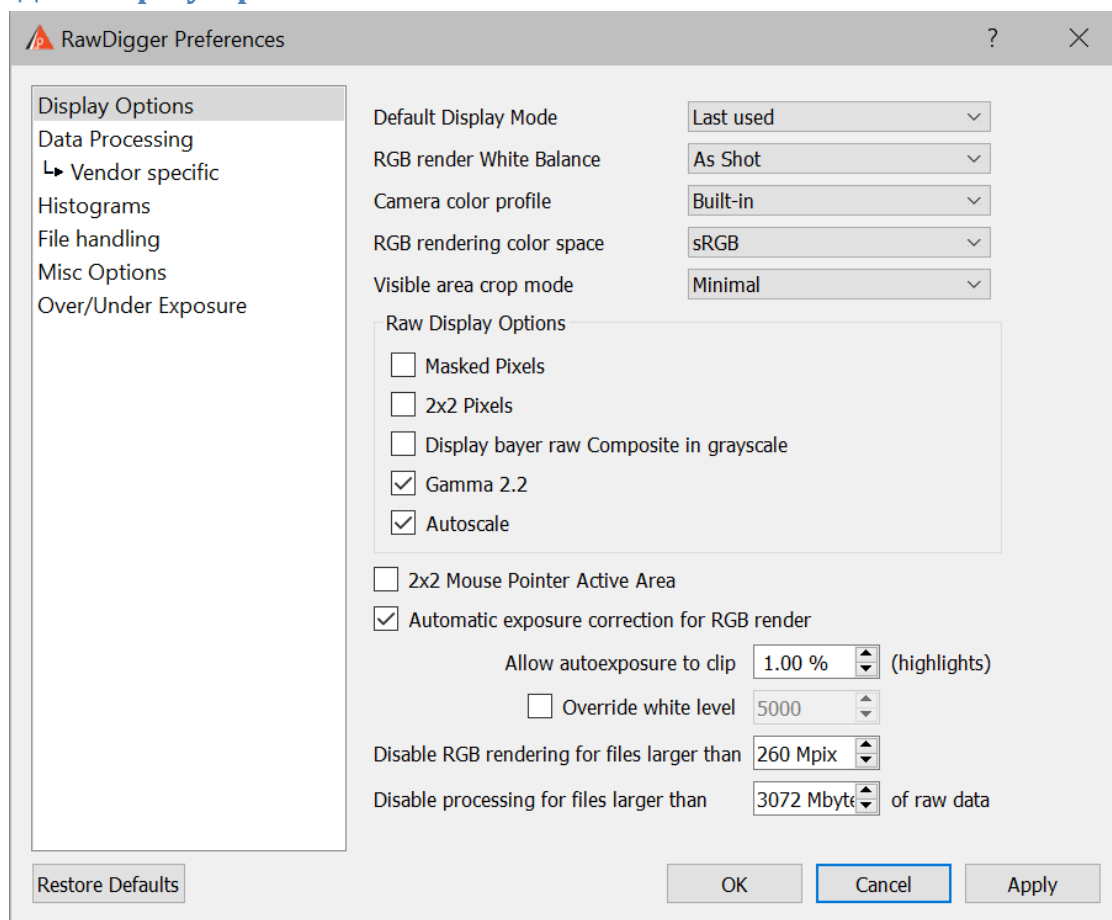 RawDigger Preferences ?
Display Options
Data Processing
Vendor specific
Histograms
File handling
Misc Options
Over/Under Exposure
Default Display Mode Last used
RGB render White Balance As Shot
Camera color profile Built-in
RGB rendering color space sRGB
Visible area crop mode Minimal
Raw Display Options
Masked Pixels
2x2 Pixels
Display bayer raw Composite in grayscale
Gamma 2.2
Autoscale
2x2 Mouse Pointer Active Area
Automatic exposure correction for RGB render
Allow autoexposure to clip 1.00 % (highlights)
Override white level 5000
Disable RGB rendering for files larger than 260 Mpix
Disable processing for files larger than 3072 Mbyte of raw data
Restore Defaults OK Cancel Apply